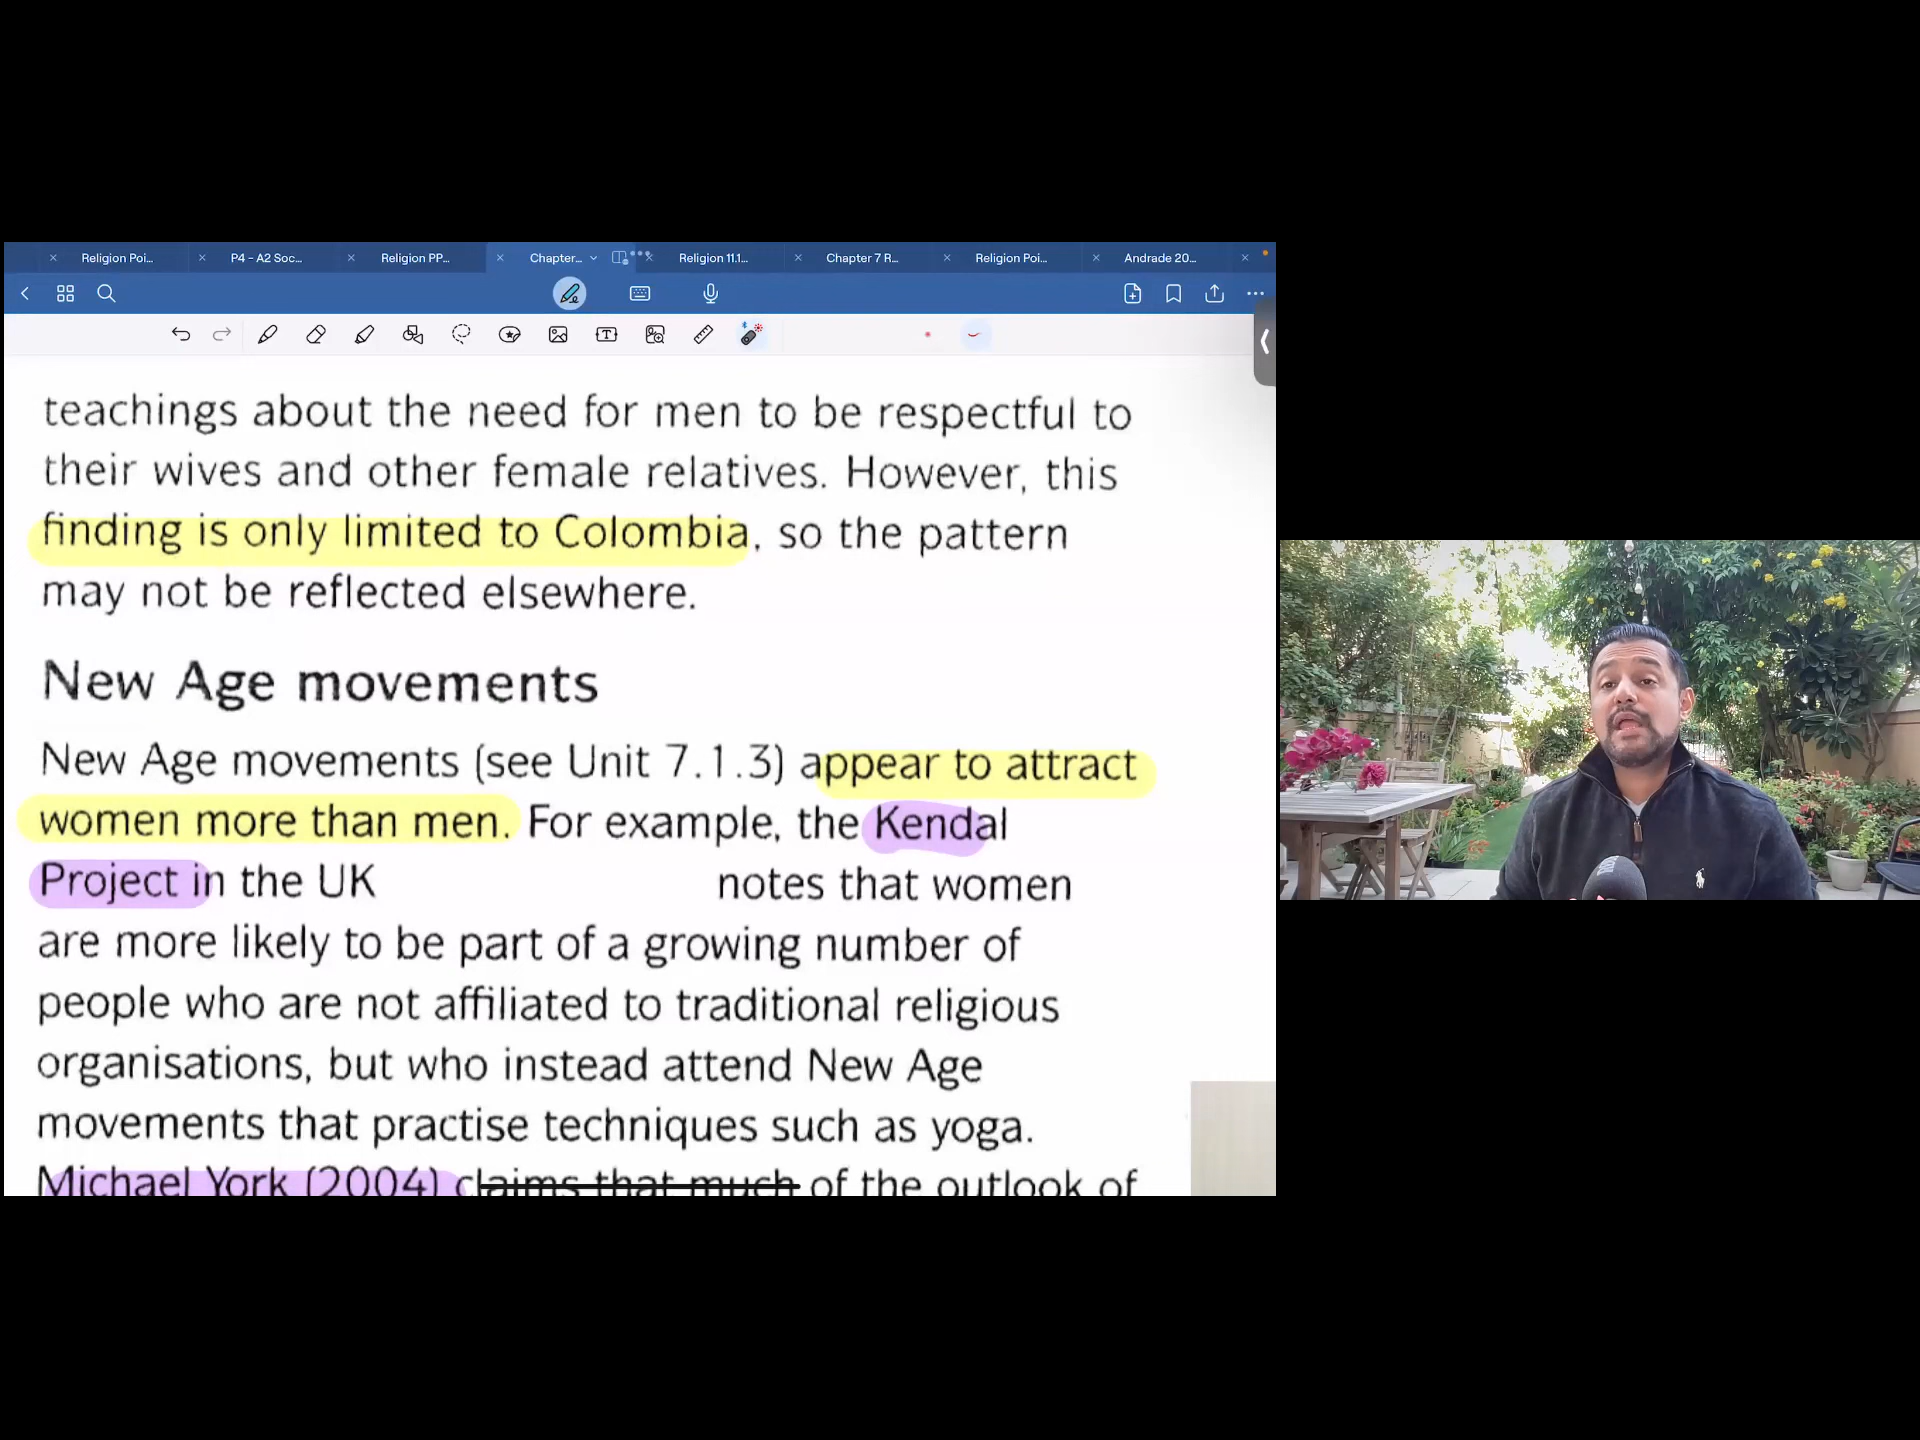 Religion Poi...
P4 - A2 Soc...
Religion PP...
Chapter...
Religion 11.1...
Chapter 7 R...
Religion Poi...
Andrade 20...
teachings about the need for men to be respectful to
their wives and other female relatives. However, this
finding is only limited to Colombia, so the pattern
may not be reflected elsewhere.
New Age movements
New Age movements (see Unit 7.1.3) appear to attract
women more than men. For example, the Kendal
Project in the UK notes that women
are more likely to be part of a growing number of
people who are not affiliated to traditional religious
organisations, but who instead attend New Age
movements that practise techniques such as yoga.
Michael York (2004) claims that much of the outlook of